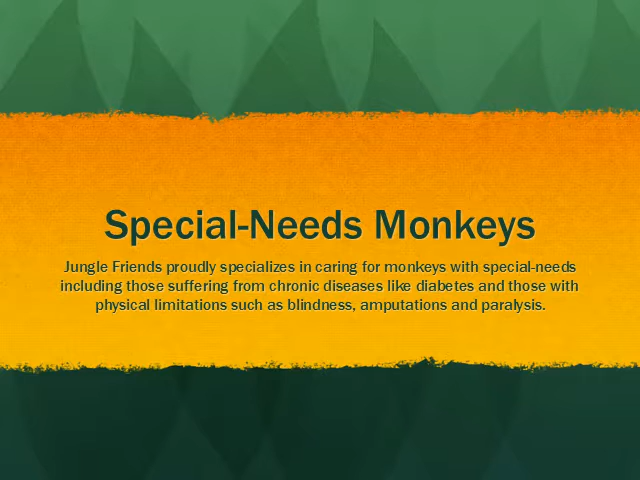 Special-Needs Monkeys
Jungle Friends proudly specializes in caring for monkeys with special-needs
including those suffering from chronic diseases like diabetes and those with
physical limitations such as blindness, amputations and paralysis.